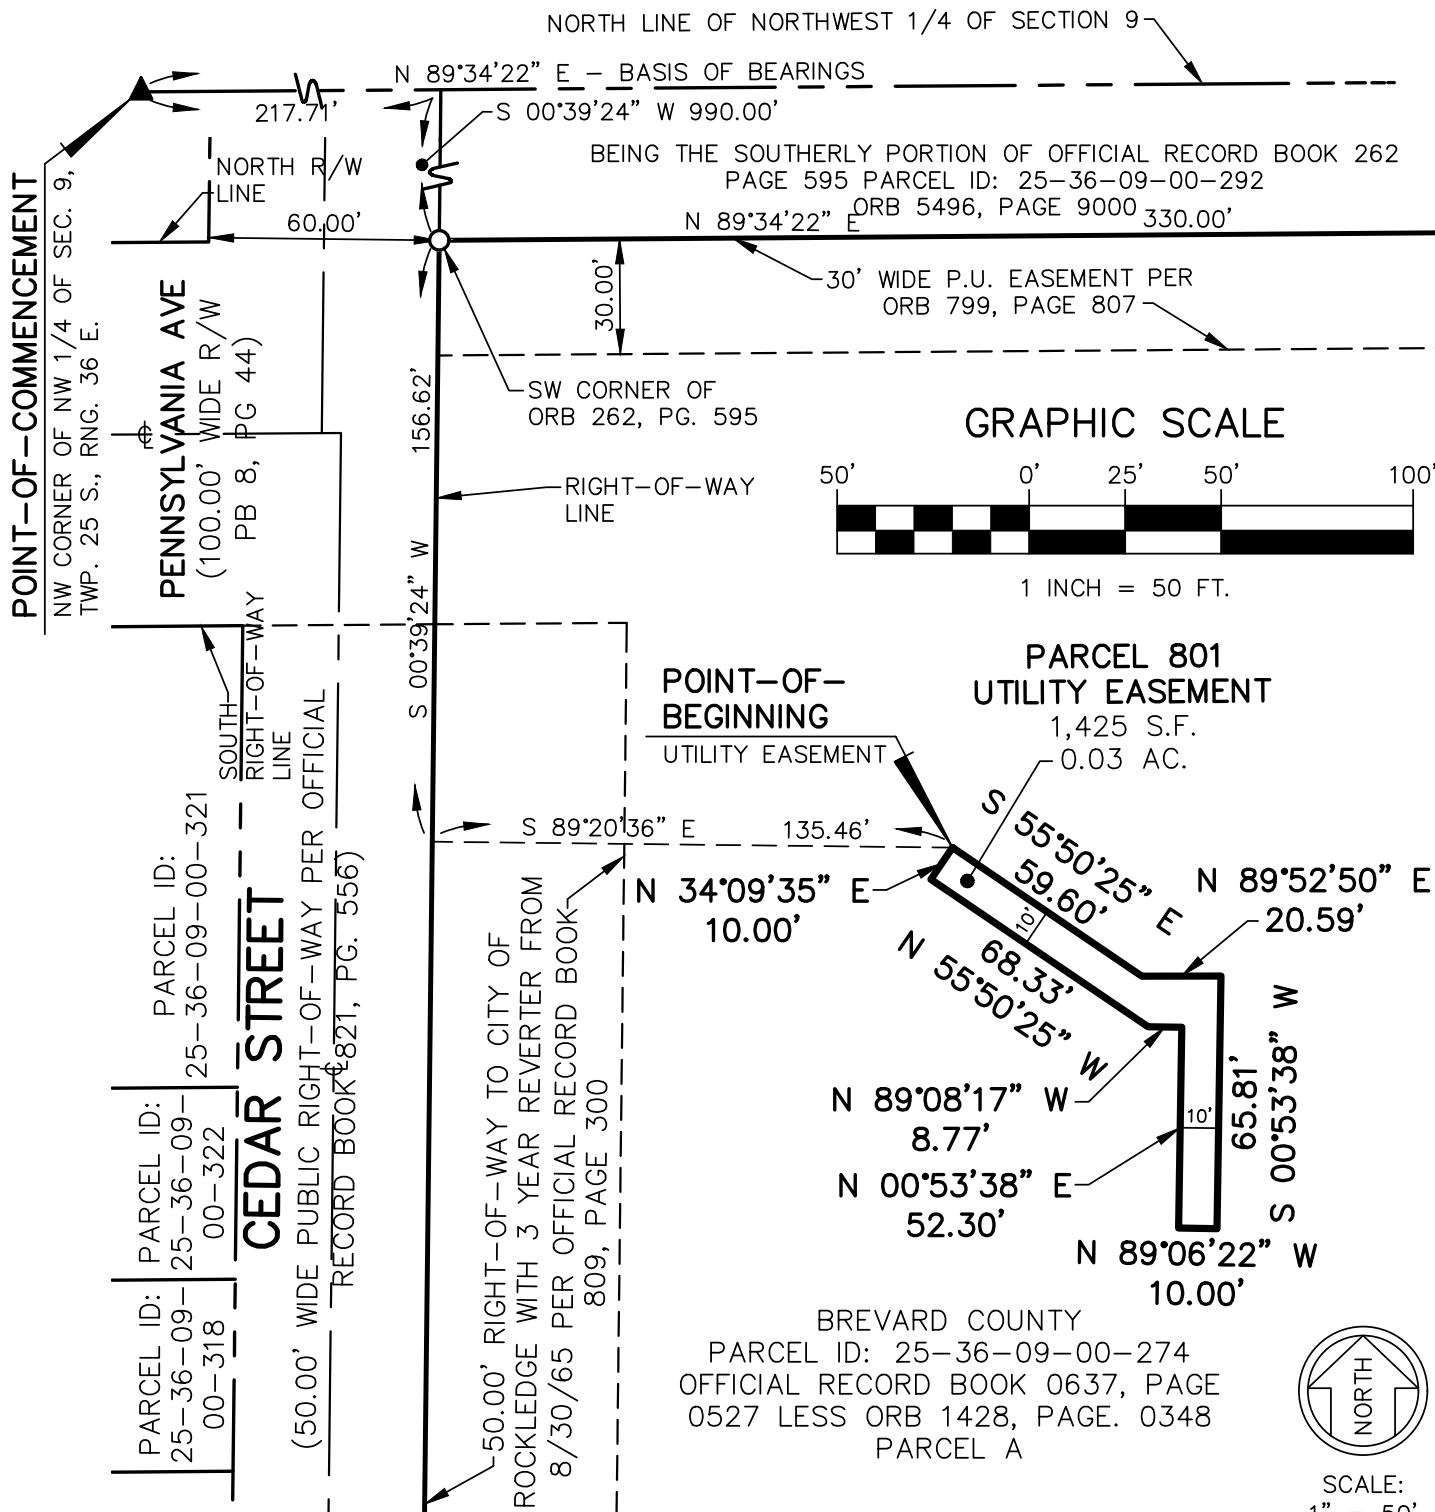 NORTH LINE OF NORTHWEST 1/4 OF SECTION 9
N 89°34'22" E – BASIS OF BEARINGS
217.71'
S 00°39'24" W 990.00'
BEING THE SOUTHERLY PORTION OF OFFICIAL RECORD BOOK 262
PAGE 595 PARCEL ID: 25-36-09-00-292
ORB 5496, PAGE 9000
NORTH R/W
LINE
60.00'
N 89°34'22" E
330.00'
POINT-OF-COMMENCEMENT
NW CORNER OF NW 1/4 OF SEC. 9,
TWP. 25 S., RNG. 36 E.
30' WIDE P.U. EASEMENT PER
ORB 799, PAGE 807
30.00'
PENNSYLVANIA AVE
(100.00' WIDE R/W
PB 8, PG 44)
SW CORNER OF
ORB 262, PG. 595
156.62'
S 00°39'24" W
RIGHT-OF-WAY
LINE
GRAPHIC SCALE
50' 0' 25' 50' 100'
1 INCH = 50 FT.
SOUTH
RIGHT-OF-WAY
LINE
POINT-OF-
BEGINNING
UTILITY EASEMENT
PARCEL 801
UTILITY EASEMENT
1,425 S.F.
0.03 AC.
S 89°20'36" E 135.46'
S 55°50'25" E
59.60'
N 34°09'35" E
10.00'
N 89°52'50" E
20.59'
10'
68.33'
N 55°50'25" W
PARCEL ID:
25-36-09-00-321
CEDAR STREET
(50.00' WIDE PUBLIC RIGHT-OF-WAY PER OFFICIAL
RECORD BOOK 821, PG. 556)
50.00' RIGHT-OF-WAY TO CITY OF
ROCKLEDGE WITH 3 YEAR REVERTER FROM
8/30/65 PER OFFICIAL RECORD BOOK
809, PAGE 300
N 89°08'17" W
8.77'
10'
65.81'
S 00°53'38" W
N 00°53'38" E
52.30'
N 89°06'22" W
10.00'
PARCEL ID:
25-36-09-
00-322
PARCEL ID:
25-36-09-
00-318
BREVARD COUNTY
PARCEL ID: 25-36-09-00-274
OFFICIAL RECORD BOOK 0637, PAGE
0527 LESS ORB 1428, PAGE. 0348
PARCEL A
NORTH
SCALE:
1" = 50'